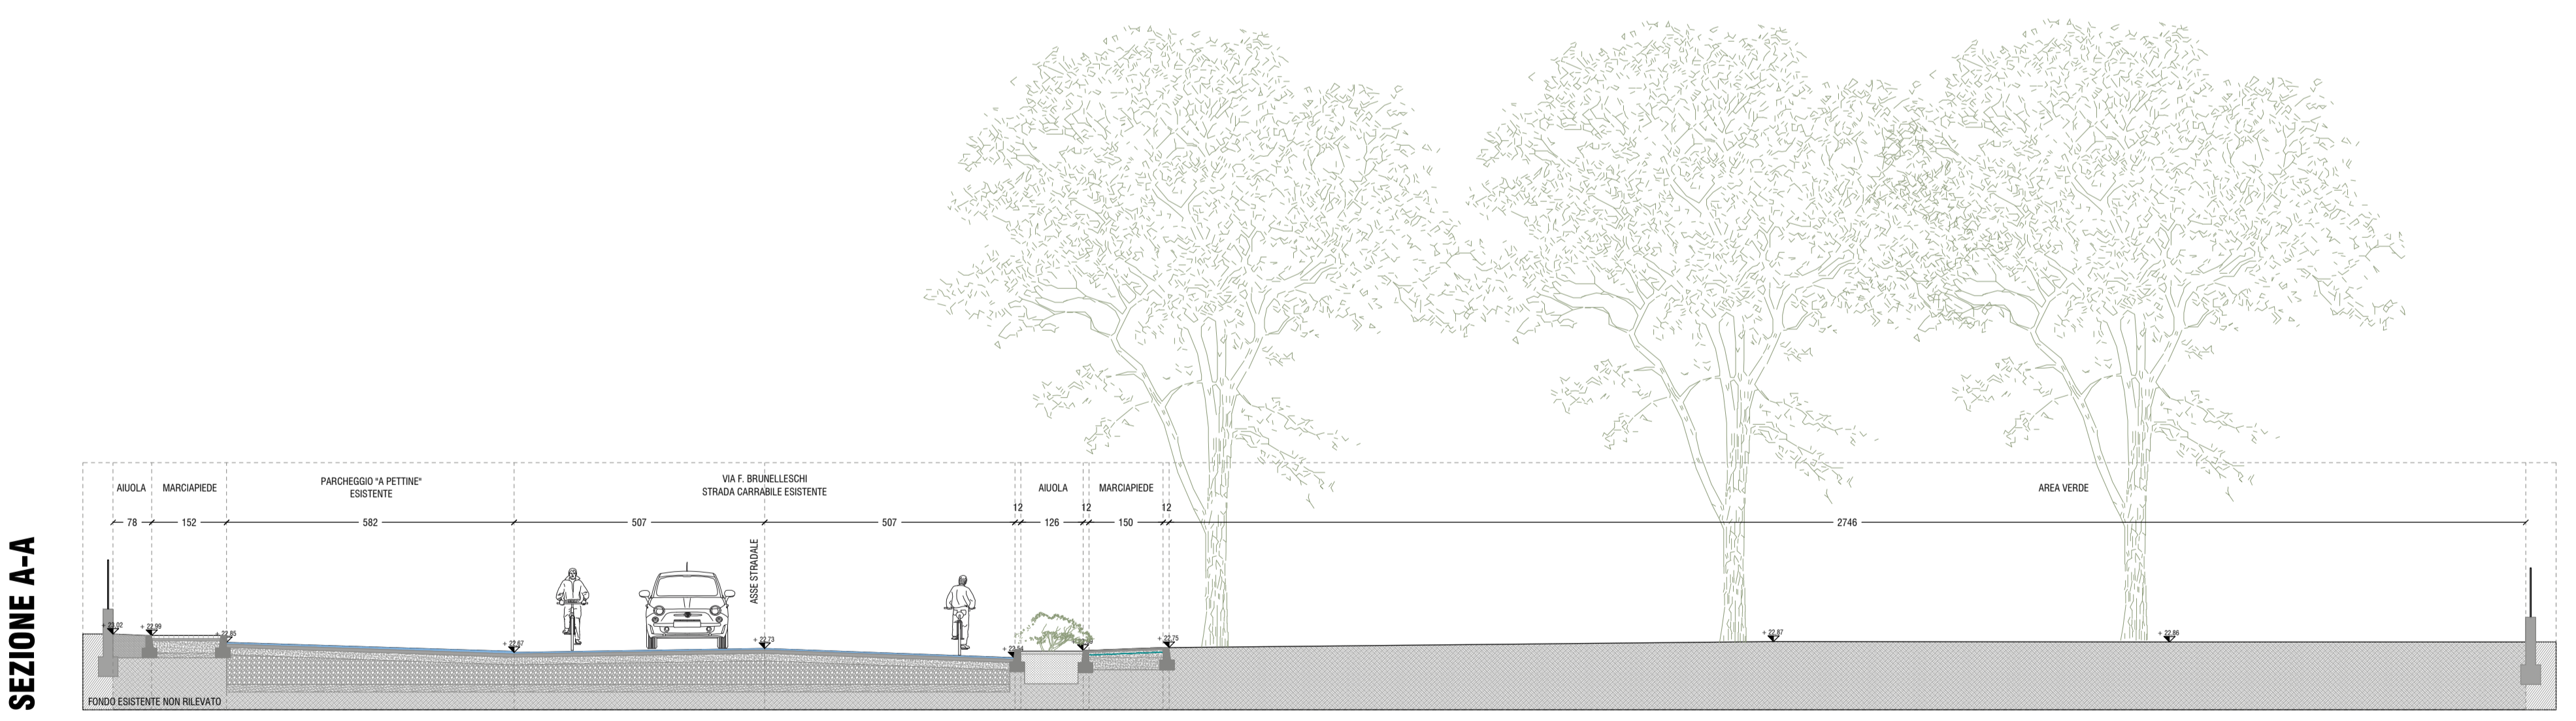 SEZIONE A-A
AIUOLA
MARCIAPIEDE
PARCHEGGIO "A PETTINE"
ESISTENTE
VIA F. BRUNELLESCHI
STRADA CARRABILE ESISTENTE
AIUOLA
MARCIAPIEDE
AREA VERDE
78
152
582
507
507
12
126
12
150
12
2746
ASSE STRADALE
+ 23.02
+ 22.99
+ 22.85
+ 22.67
+ 22.73
+ 22.75
+ 22.87
+ 22.86
FONDO ESISTENTE NON RILEVATO